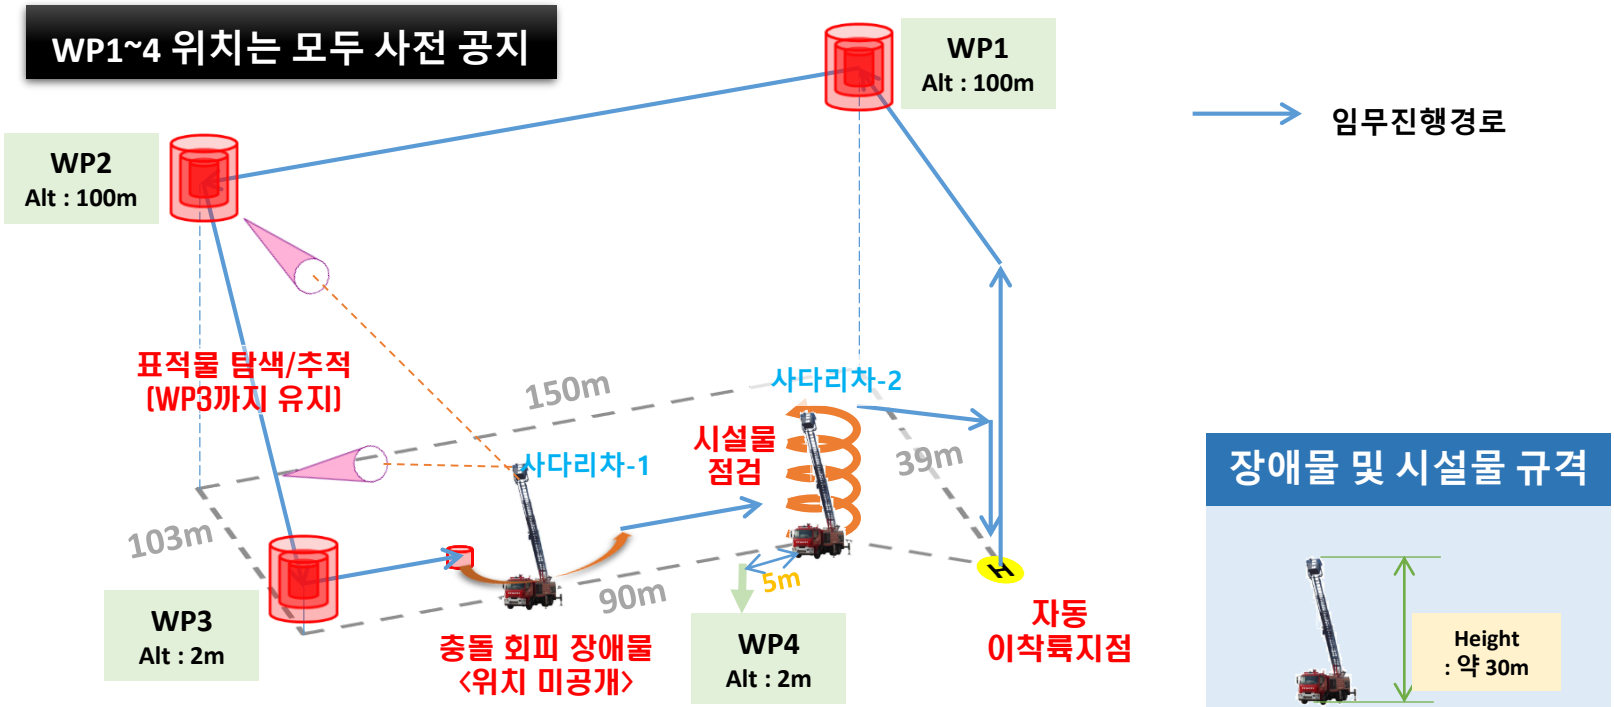 WP1~4 위치는 모두 사전 공지
WP1
Alt : 100m
임무진행경로
WP2
Alt : 100m
표적물 탐색/추적
(WP3까지 유지)
150m
사다리차-2
시설물
점검
39m
사다리차-1
103m
90m
5m
WP3
Alt : 2m
충돌 회피 장애물
<위치 미공개>
WP4
Alt : 2m
H
자동
이착륙지점
장애물 및 시설물 규격
Height
: 약 30m